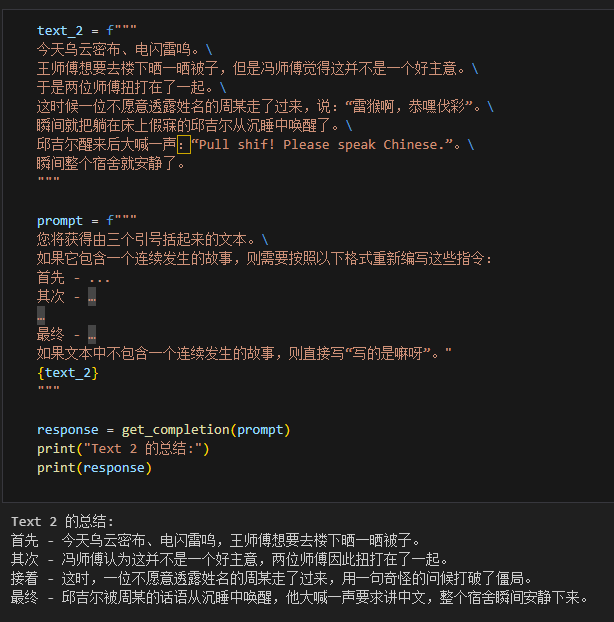 text_2 = f"""
今天乌云密布、电闪雷鸣。\
王师傅想要去楼下晒一晒被子，但是冯师傅觉得这并不是一个好主意。\
于是两位师傅扭打在了一起。\
这时候一位不愿意透露姓名的周某走了过来，说：“雷猴啊，恭嘿伐彩”。\
瞬间就把躺在床上假寐的邱吉尔从沉睡中唤醒了。\
邱吉尔醒来后大喊一声：“Pull shif! Please speak Chinese.”。\
瞬间整个宿舍就安静了。
"""
prompt = f"""
您将获得由三个引号括起来的文本。\
如果它包含一个连续发生的故事，则需要按照以下格式重新编写这些指令：
首先 - ...
其次 - …
…
最终 - …
如果文本中不包含一个连续发生的故事，则直接写“写的是嘛呀”。"
{text_2}
"""
response = get_completion(prompt)
print("Text 2 的总结:")
print(response)
Text 2 的总结:
首先 - 今天乌云密布、电闪雷鸣，王师傅想要去楼下晒一晒被子。
其次 - 冯师傅认为这并不是一个好主意，两位师傅因此扭打在了一起。
接着 - 这时，一位不愿意透露姓名的周某走了过来，用一句奇怪的问候打破了僵局。
最终 - 邱吉尔被周某的话语从沉睡中唤醒，他大喊一声要求讲中文，整个宿舍瞬间安静下来。